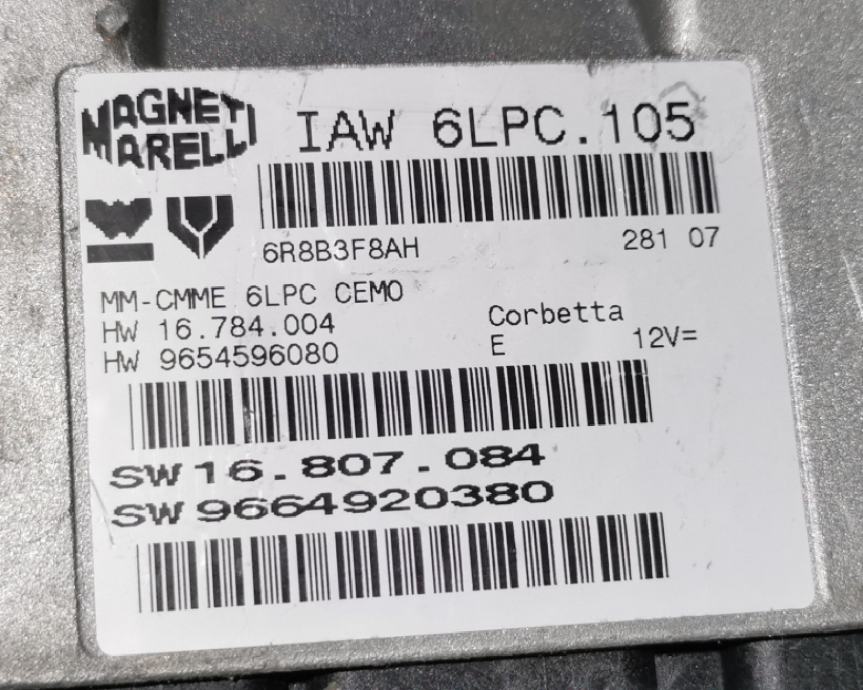 MAGNETI
MARELLI
IAW 6LPC.105
6R8B3F8AH 281 07
MM-CMME 6LPC CEMO
HW 16.784.004 Corbetta
HW 9654596080 E 12V=
SW 16.807.084
SW 9664920380